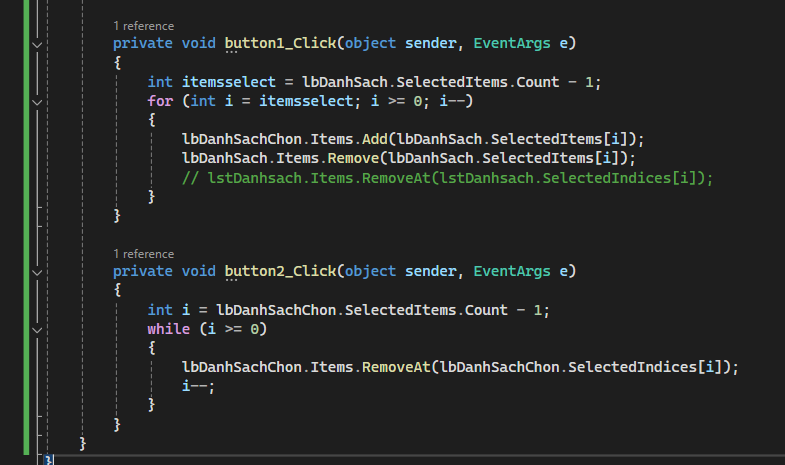 1 reference
private void button1_Click(object sender, EventArgs e)
{
int itemsselect = lbDanhSach.SelectedItems.Count - 1;
for (int i = itemsselect; i >= 0; i--)
{
lbDanhSachChon.Items.Add(lbDanhSach.SelectedItems[i]);
lbDanhSach.Items.Remove(lbDanhSach.SelectedItems[i]);
// lstDanhsach.Items.RemoveAt(lstDanhsach.SelectedIndices[i]);
}
}
1 reference
private void button2_Click(object sender, EventArgs e)
{
int i = lbDanhSachChon.SelectedItems.Count - 1;
while (i >= 0)
{
lbDanhSachChon.Items.RemoveAt(lbDanhSachChon.SelectedIndices[i]);
i--;
}
}
}
}